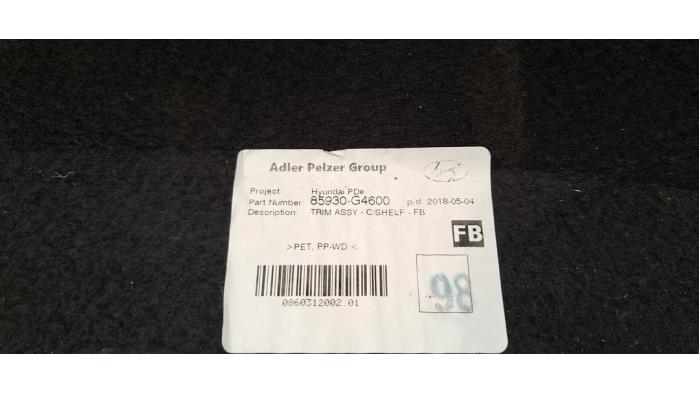 Adler Pelzer Group
Project: Hyundai PDe
Part Number: 85930-G4600 p/d. 2018-05-04
Description: TRIM ASSY - C/SHELF - FB
FB
>PET, PP-WD<
98
0860312002.01